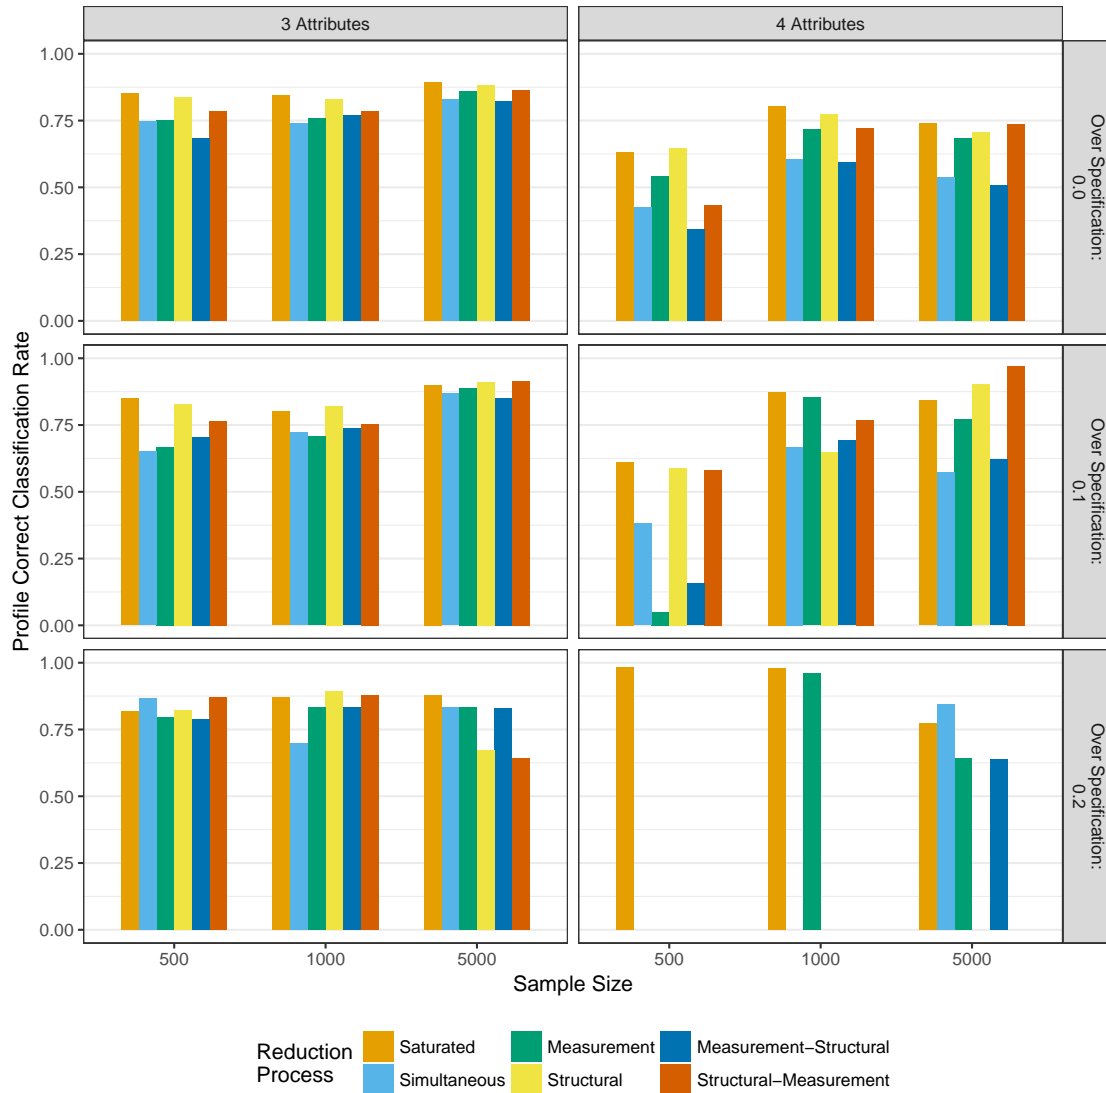 3 Attributes
4 Attributes
1.00
0.75
0.50
0.25
0.00
Over Specification:
0.0
1.00
0.75
0.50
0.25
0.00
Over Specification:
0.1
1.00
0.75
0.50
0.25
0.00
Over Specification:
0.2
Profile Correct Classification Rate
500
1000
5000
500
1000
5000
Sample Size
Reduction
Process
Saturated
Measurement
Measurement−Structural
Simultaneous
Structural
Structural−Measurement